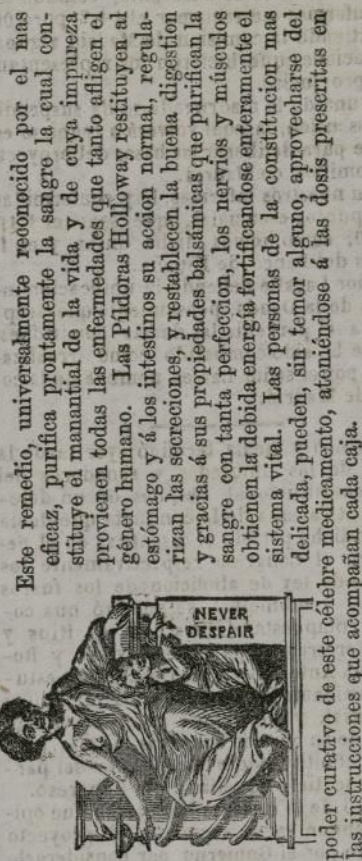 Este remedio, universalmente reconocido por el mas
eficaz, purifica prontamente la sangre la cual con-
stituye el manantial de la vida y de cuya impureza
provienen todas las enfermedades que tanto afligen el
género humano. Las Píldoras Holloway restituyen al
estómago y á los intestinos su accion normal, regula-
rizan las secreciones, y restablecen la buena digestion
y gracias á sus propiedades balsámicas que purifican la
sangre con tanta perfeccion, los nervios y músculos
obtienen la debida energía fortificandose enteramente el
sistema vital. Las personas de la constitucion mas
delicada, pueden, sin temor alguno, aprovecharse del
poder curativo de este célebre medicamento, ateniéndose á las dosis prescritas en
las instrucciones que acompañan cada caja.
NEVER
DESPAIR